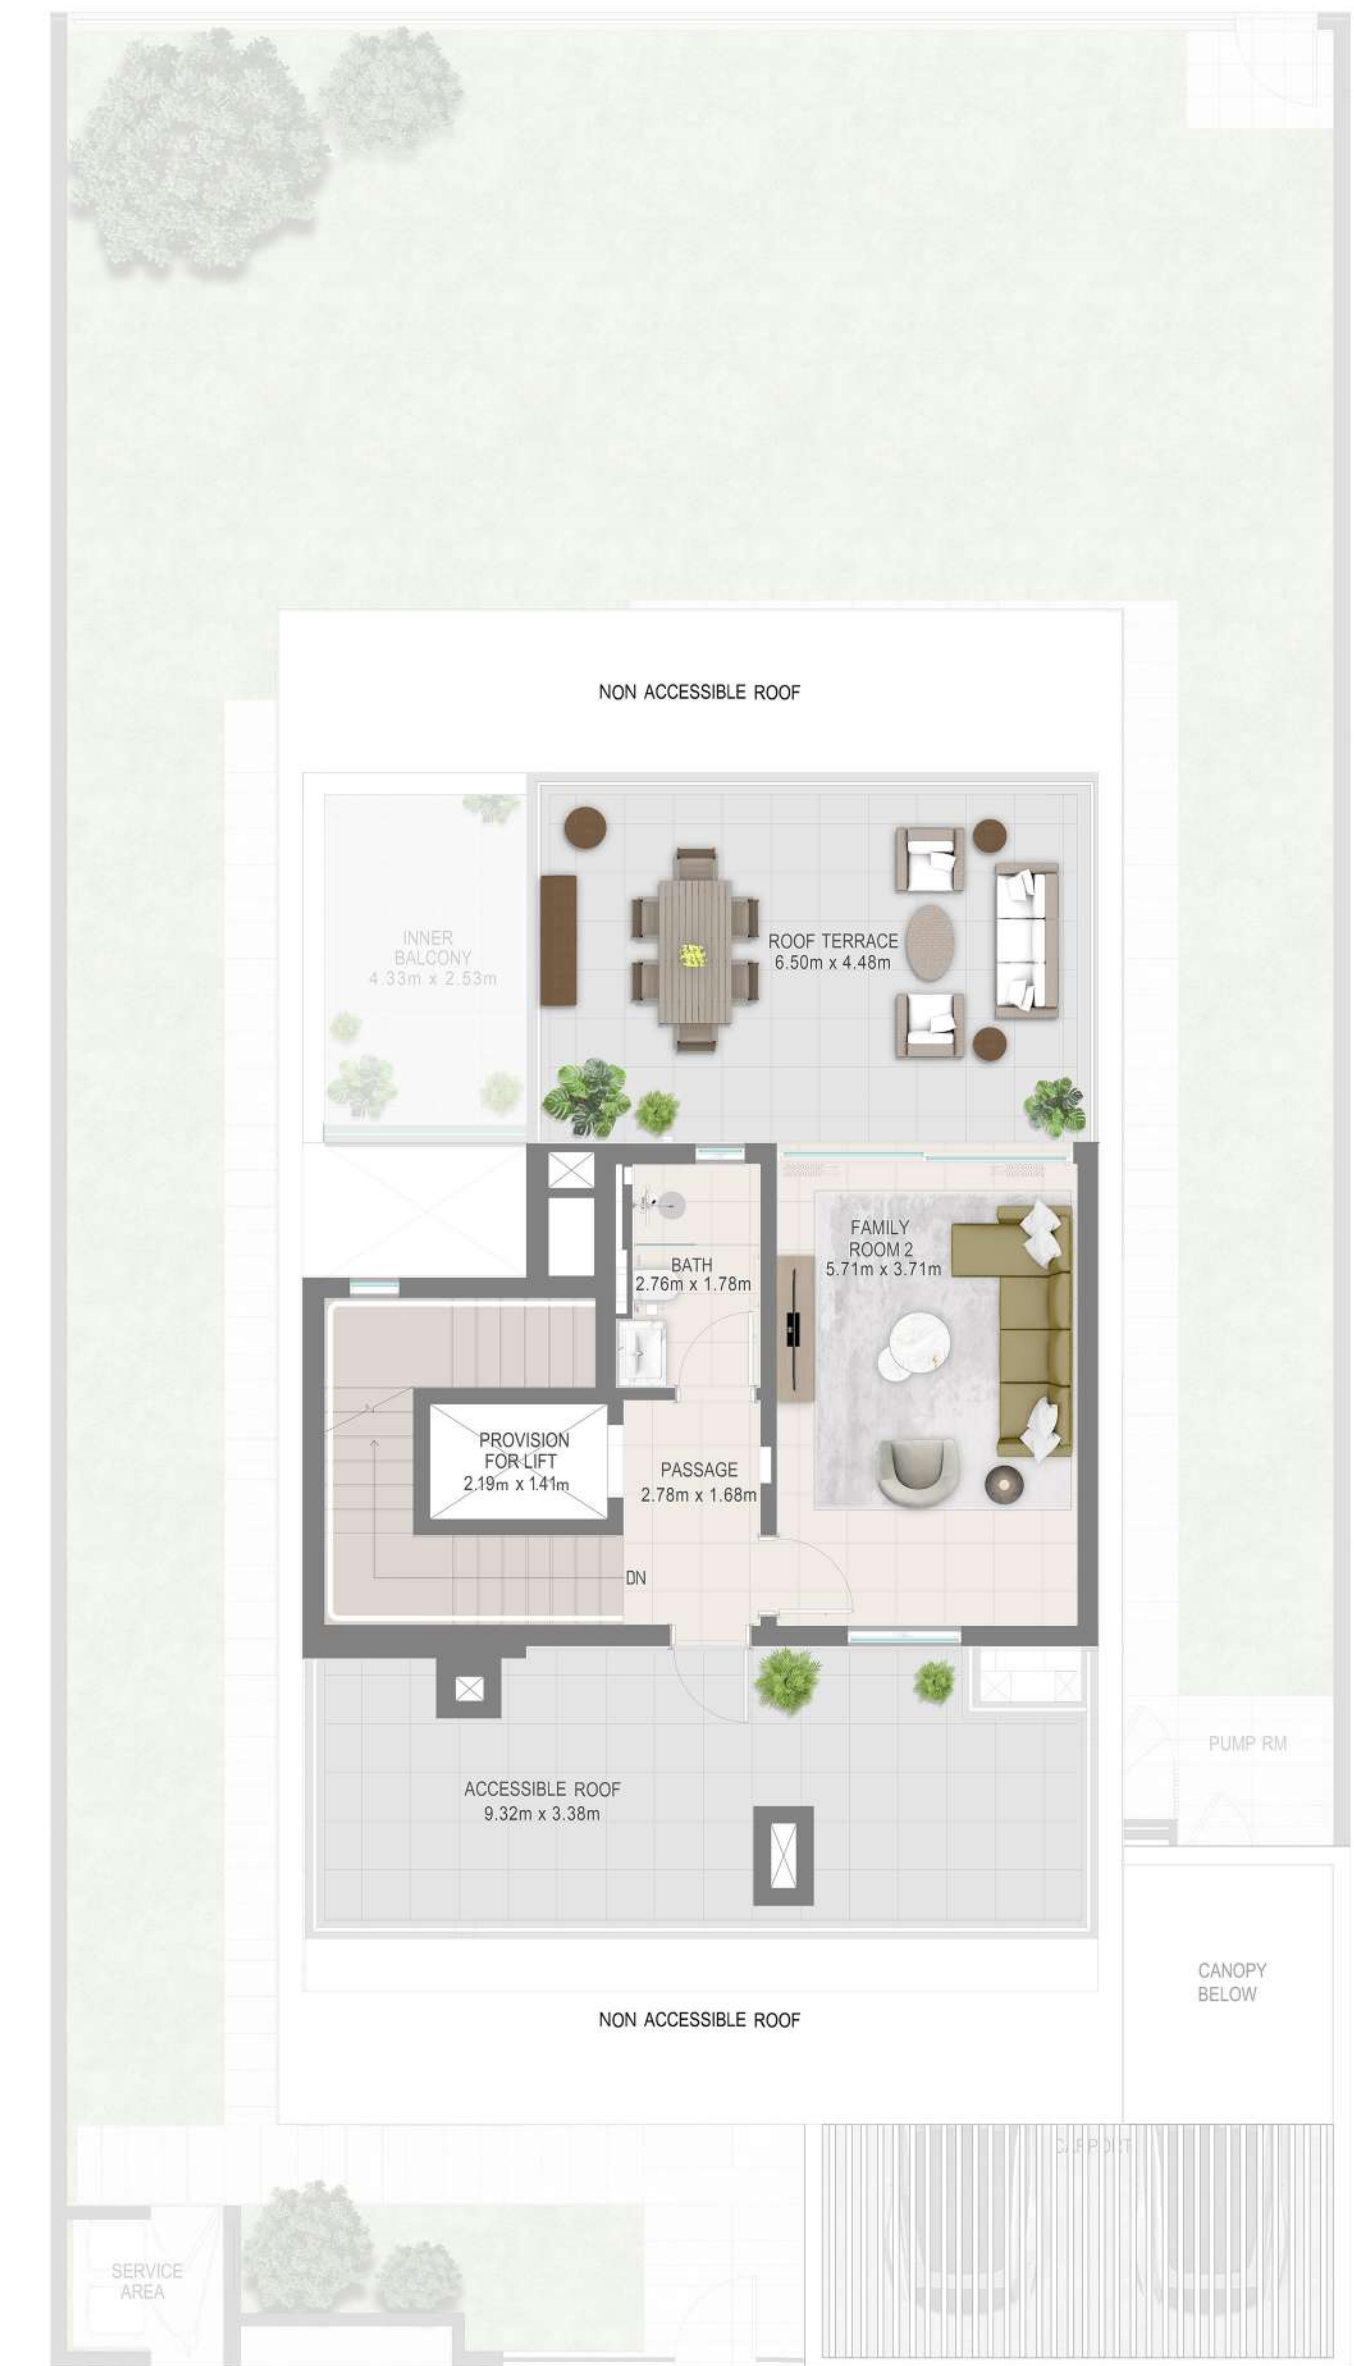 NON ACCESSIBLE ROOF
INNER
BALCONY
4.33m x 2.53m
ROOF TERRACE
6.50m x 4.48m
FAMILY
ROOM 2
5.71m x 3.71m
BATH
2.76m x 1.78m
PROVISION
FOR LIFT
2.19m x 1.41m
PASSAGE
2.78m x 1.68m
DN
PUMP RM
ACCESSIBLE ROOF
9.32m x 3.38m
CANOPY
BELOW
NON ACCESSIBLE ROOF
CARPORT
SERVICE
AREA